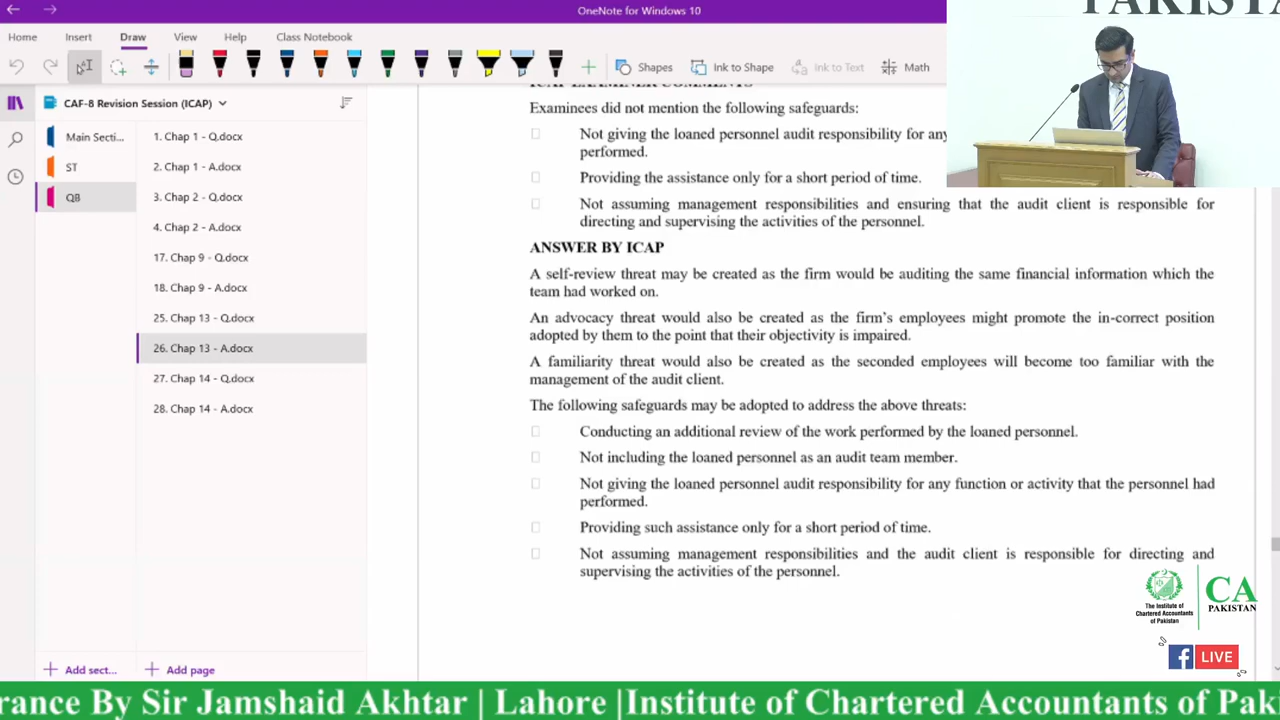 OneNote for Windows 10
PAKISTA
Home Insert Draw View Help Class Notebook
Shapes Ink to Shape Ink to Text Math
CAF-8 Revision Session (ICAP)
Main Secti...
ST
QB
1. Chap 1 - Q.docx
2. Chap 1 - A.docx
3. Chap 2 - Q.docx
4. Chap 2 - A.docx
17. Chap 9 - Q.docx
18. Chap 9 - A.docx
25. Chap 13 - Q.docx
26. Chap 13 - A.docx
27. Chap 14 - Q.docx
28. Chap 14 - A.docx
Add sect...
Add page
ICAP EXAMINER COMMENTS
Examinees did not mention the following safeguards:
Not giving the loaned personnel audit responsibility for any
performed.
Providing the assistance only for a short period of time.
Not assuming management responsibilities and ensuring that the audit client is responsible for
directing and supervising the activities of the personnel.
ANSWER BY ICAP
A self-review threat may be created as the firm would be auditing the same financial information which the
team had worked on.
An advocacy threat would also be created as the firm's employees might promote the in-correct position
adopted by them to the point that their objectivity is impaired.
A familiarity threat would also be created as the seconded employees will become too familiar with the
management of the audit client.
The following safeguards may be adopted to address the above threats:
Conducting an additional review of the work performed by the loaned personnel.
Not including the loaned personnel as an audit team member.
Not giving the loaned personnel audit responsibility for any function or activity that the personnel had
performed.
Providing such assistance only for a short period of time.
Not assuming management responsibilities and the audit client is responsible for directing and
supervising the activities of the personnel.
The Institute of
Chartered Accountants
of Pakistan
CA
PAKISTAN
f LIVE
rance By Sir Jamshaid Akhtar | Lahore |Institute of Chartered Accountants of Pak